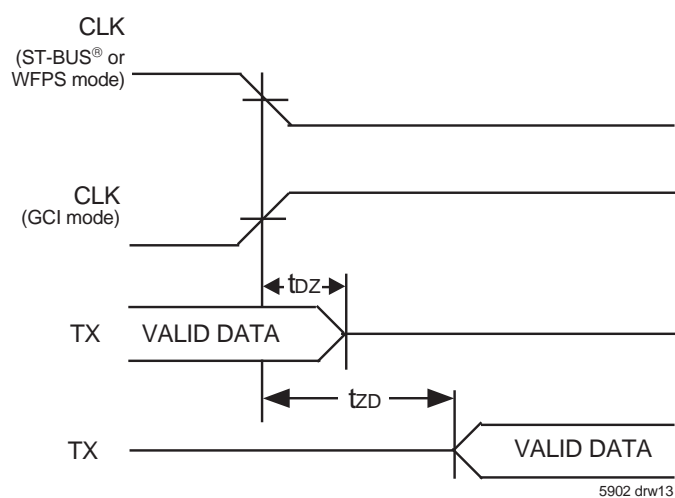 CLK
(ST-BUS® or
WFPS mode)
CLK
(GCI mode)
tDZ
TX VALID DATA
tZD
TX VALID DATA
5902 drw13